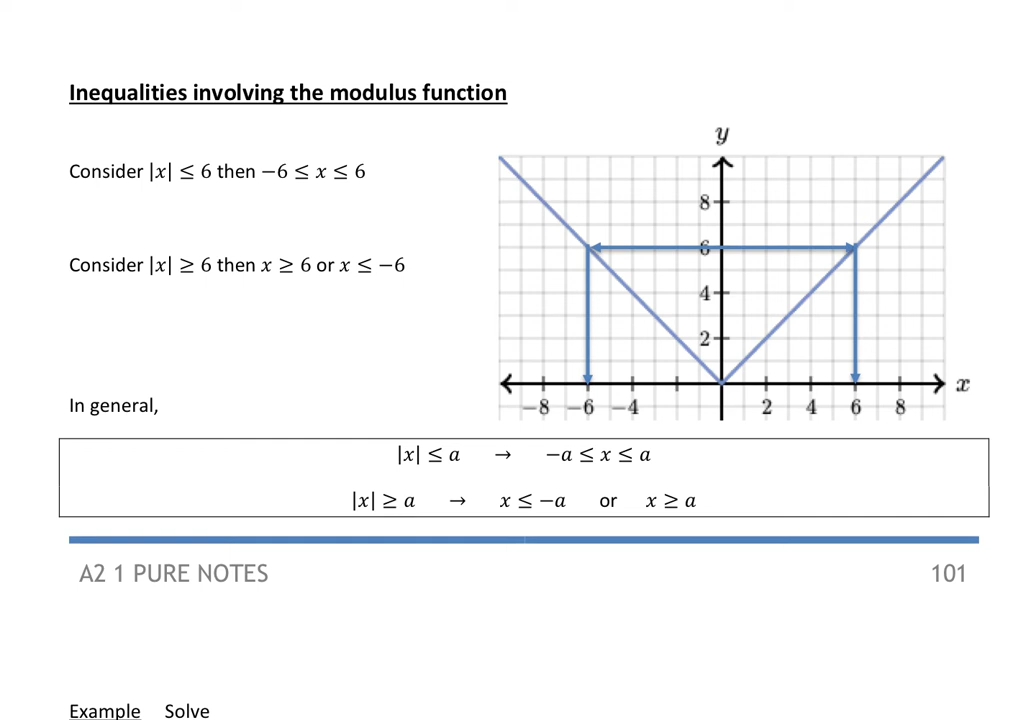 Inequalities involving the modulus function
y
Consider |𝑥| ≤ 6 then −6 ≤ 𝑥 ≤ 6
8
6
Consider |𝑥| ≥ 6 then 𝑥 ≥ 6 or 𝑥 ≤ −6
4
2
x
−8 −6 −4 2 4 6 8
In general,
|𝑥| ≤ 𝑎 → −𝑎 ≤ 𝑥 ≤ 𝑎
|𝑥| ≥ 𝑎 → 𝑥 ≤ −𝑎 or 𝑥 ≥ 𝑎
A2 1 PURE NOTES 101
Example Solve